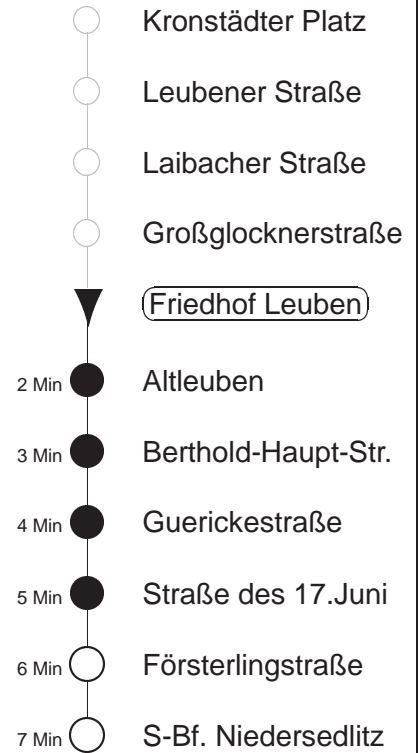 Kronstädter Platz
Leubener Straße
Laibacher Straße
Großglocknerstraße
Friedhof Leuben
2 Min Altleuben
3 Min Berthold-Haupt-Str.
4 Min Guerickestraße
5 Min Straße des 17.Juni
6 Min Försterlingstraße
7 Min S-Bf. Niedersedlitz